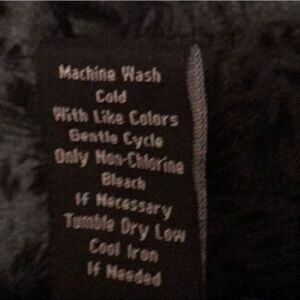 Machine Wash
Cold
With Like Colors
Gentle Cycle
Only Non-Chlorine
Bleach
If Necessary
Tumble Dry Low
Cool Iron
If Needed